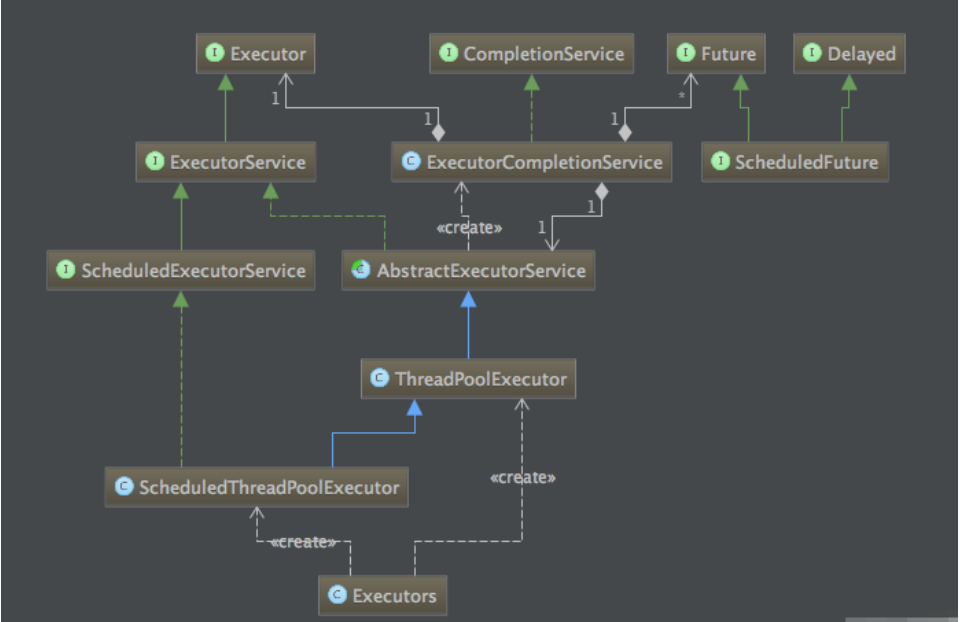 I Executor
I CompletionService
I Future
I Delayed
1
*
1
1
I ExecutorService
C ExecutorCompletionService
I ScheduledFuture
1
«create»
1
I ScheduledExecutorService
C AbstractExecutorService
C ThreadPoolExecutor
«create»
C ScheduledThreadPoolExecutor
«create»
C Executors